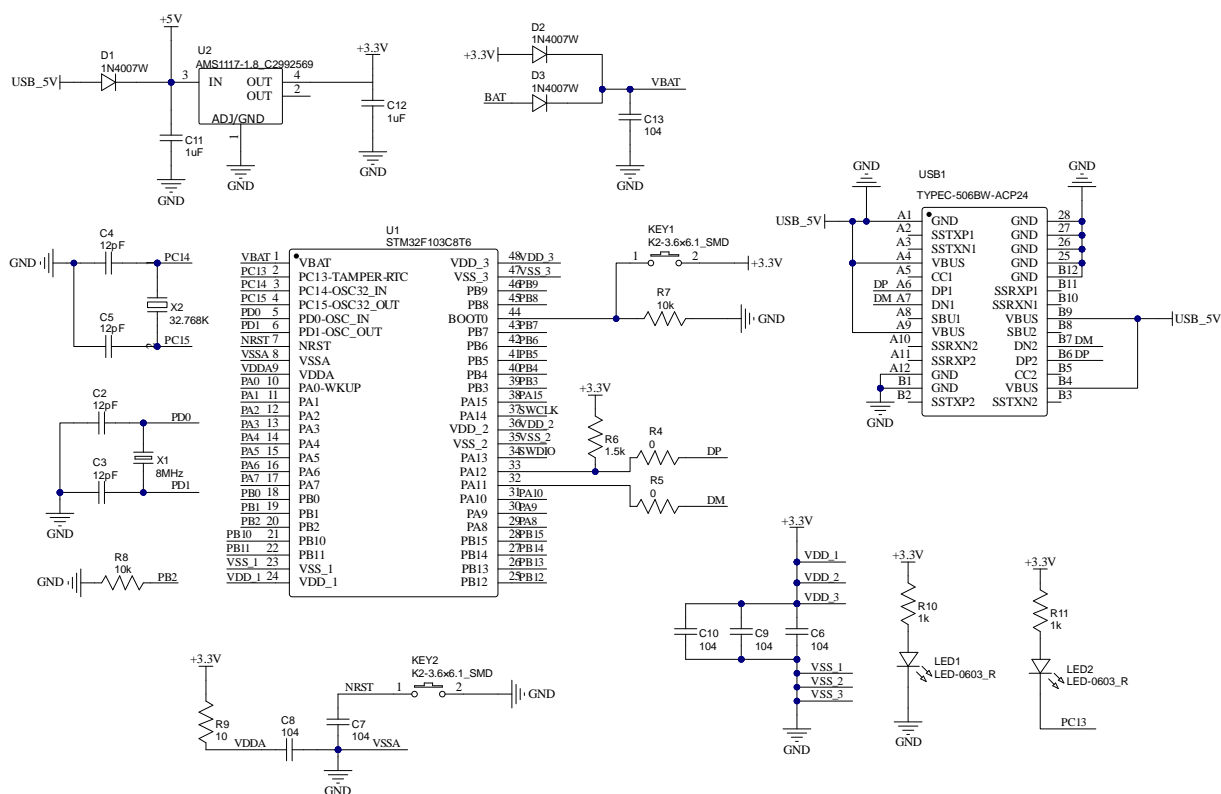 +5V
D1
1N4007W
USB_5V
U2
AMS1117-1.8_C2992569
3 IN OUT 4
OUT 2
ADJ/GND
1
+3.3V
C11
1uF
GND
GND
C12
1uF
GND
D2
1N4007W
+3.3V
D3
1N4007W
BAT
VBAT
C13
104
GND
GND
GND
USB1
TYPEC-506BW-ACP24
USB_5V
A1 GND GND 28
A2 SSTXP1 GND 27
A3 SSTXN1 GND 26
A4 VBUS GND 25
A5 CC1 GND B12
DP A6 DP1 SSRXP1 B11
DM A7 DN1 SSRXN1 B10
A8 SBU1 VBUS B9
A9 VBUS SBU2 B8
A10 SSRXN2 DN2 B7 DM
A11 SSRXP2 DP2 B6 DP
A12 GND CC2 B5
B1 GND VBUS B4
B2 SSTXP2 SSTXN2 B3
USB_5V
GND
C4
12pF
GND
PC14
1
X2
32.768K
C5
12pF
2
PC15
C2
12pF
PD0
X1
8MHz
C3
12pF
PD1
GND
R8
10k
GND
PB2
U1
STM32F103C8T6
VBAT 1 VBAT VDD_3 48 VDD_3
PC13 2 PC13-TAMPER-RTC VSS_3 47 VSS_3
PC14 3 PC14-OSC32_IN PB9 46 PB9
PC15 4 PC15-OSC32_OUT PB8 45 PB8
PD0 5 PD0-OSC_IN BOOT0 44
PD1 6 PD1-OSC_OUT PB7 43 PB7
NRST 7 NRST PB6 42 PB6
VSSA 8 VSSA PB5 41 PB5
VDDA 9 VDDA PB4 40 PB4
PA0 10 PA0-WKUP PB3 39 PB3
PA1 11 PA1 PA15 38 PA15
PA2 12 PA2 PA14 37 SWCLK
PA3 13 PA3 VDD_2 36 VDD_2
PA4 14 PA4 VSS_2 35 VSS_2
PA5 15 PA5 PA13 34 SWDIO
PA6 16 PA6 PA12 33
PA7 17 PA7 PA11 32
PB0 18 PB0 PA10 31 PA10
PB1 19 PB1 PA9 30 PA9
PB2 20 PB2 PA8 29 PA8
PB10 21 PB10 PB15 28 PB15
PB11 22 PB11 PB14 27 PB14
VSS_1 23 VSS_1 PB13 26 PB13
VDD_1 24 VDD_1 PB12 25 PB12
KEY1
K2-3.6×6.1_SMD
1 2
+3.3V
R7
10k
GND
+3.3V
R6
1.5k
R4
0
DP
R5
0
DM
+3.3V
VDD_1
VDD_2
VDD_3
C10
104
C9
104
C6
104
VSS_1
VSS_2
VSS_3
GND
+3.3V
R10
1k
LED1
LED-0603_R
GND
+3.3V
R11
1k
LED2
LED-0603_R
PC13
+3.3V
R9
10
VDDA
C8
104
NRST
KEY2
K2-3.6×6.1_SMD
1 2
GND
C7
104
VSSA
GND